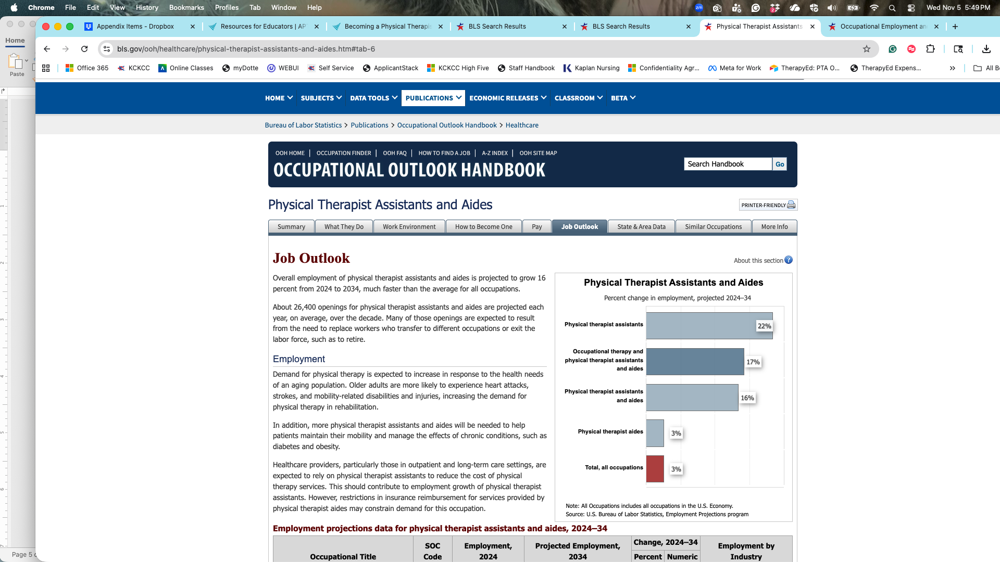 Chrome File Edit View History Bookmarks Profiles Tab Window Help Wed Nov 5 5:49 PM
Appendix Items - Dropbox Resources for Educators | AP Becoming a Physical Therapis BLS Search Results BLS Search Results Physical Therapist Assistants Occupational Employment an
Home
bls.gov/ooh/healthcare/physical-therapist-assistants-and-aides.htm#tab-6
Office 365 KCKCC Online Classes myDotte WEBUI Self Service ApplicantStack KCKCC High Five Staff Handbook Kaplan Nursing Confidentiality Agr... Meta for Work TherapyEd: PTA O... TherapyEd Expens... All B
Paste
HOME SUBJECTS DATA TOOLS PUBLICATIONS ECONOMIC RELEASES CLASSROOM BETA
Bureau of Labor Statistics > Publications > Occupational Outlook Handbook > Healthcare
OOH HOME | OCCUPATION FINDER | OOH FAQ | HOW TO FIND A JOB | A-Z INDEX | OOH SITE MAP
OCCUPATIONAL OUTLOOK HANDBOOK
Search Handbook Go
Physical Therapist Assistants and Aides
PRINTER-FRIENDLY
Summary What They Do Work Environment How to Become One Pay Job Outlook State & Area Data Similar Occupations More Info
Job Outlook
About this section ?
Overall employment of physical therapist assistants and aides is projected to grow 16
percent from 2024 to 2034, much faster than the average for all occupations.
About 26,400 openings for physical therapist assistants and aides are projected each
year, on average, over the decade. Many of those openings are expected to result
from the need to replace workers who transfer to different occupations or exit the
labor force, such as to retire.
Employment
Demand for physical therapy is expected to increase in response to the health needs
of an aging population. Older adults are more likely to experience heart attacks,
strokes, and mobility-related disabilities and injuries, increasing the demand for
physical therapy in rehabilitation.
In addition, more physical therapist assistants and aides will be needed to help
patients maintain their mobility and manage the effects of chronic conditions, such as
diabetes and obesity.
Healthcare providers, particularly those in outpatient and long-term care settings, are
expected to rely on physical therapist assistants to reduce the cost of physical
therapy services. This should contribute to employment growth of physical therapist
assistants. However, restrictions in insurance reimbursement for services provided by
physical therapist aides may constrain demand for this occupation.
Physical Therapist Assistants and Aides
Percent change in employment, projected 2024–34
Physical therapist assistants
22%
Occupational therapy and
physical therapist assistants
and aides
17%
Physical therapist assistants
and aides
16%
Physical therapist aides
3%
Total, all occupations
3%
Note: All Occupations includes all occupations in the U.S. Economy.
Source: U.S. Bureau of Labor Statistics, Employment Projections program
Employment projections data for physical therapist assistants and aides, 2024–34
Occupational Title
SOC
Code
Employment,
2024
Projected Employment,
2034
Change, 2024–34
Percent Numeric
Employment by
Industry
Page 5